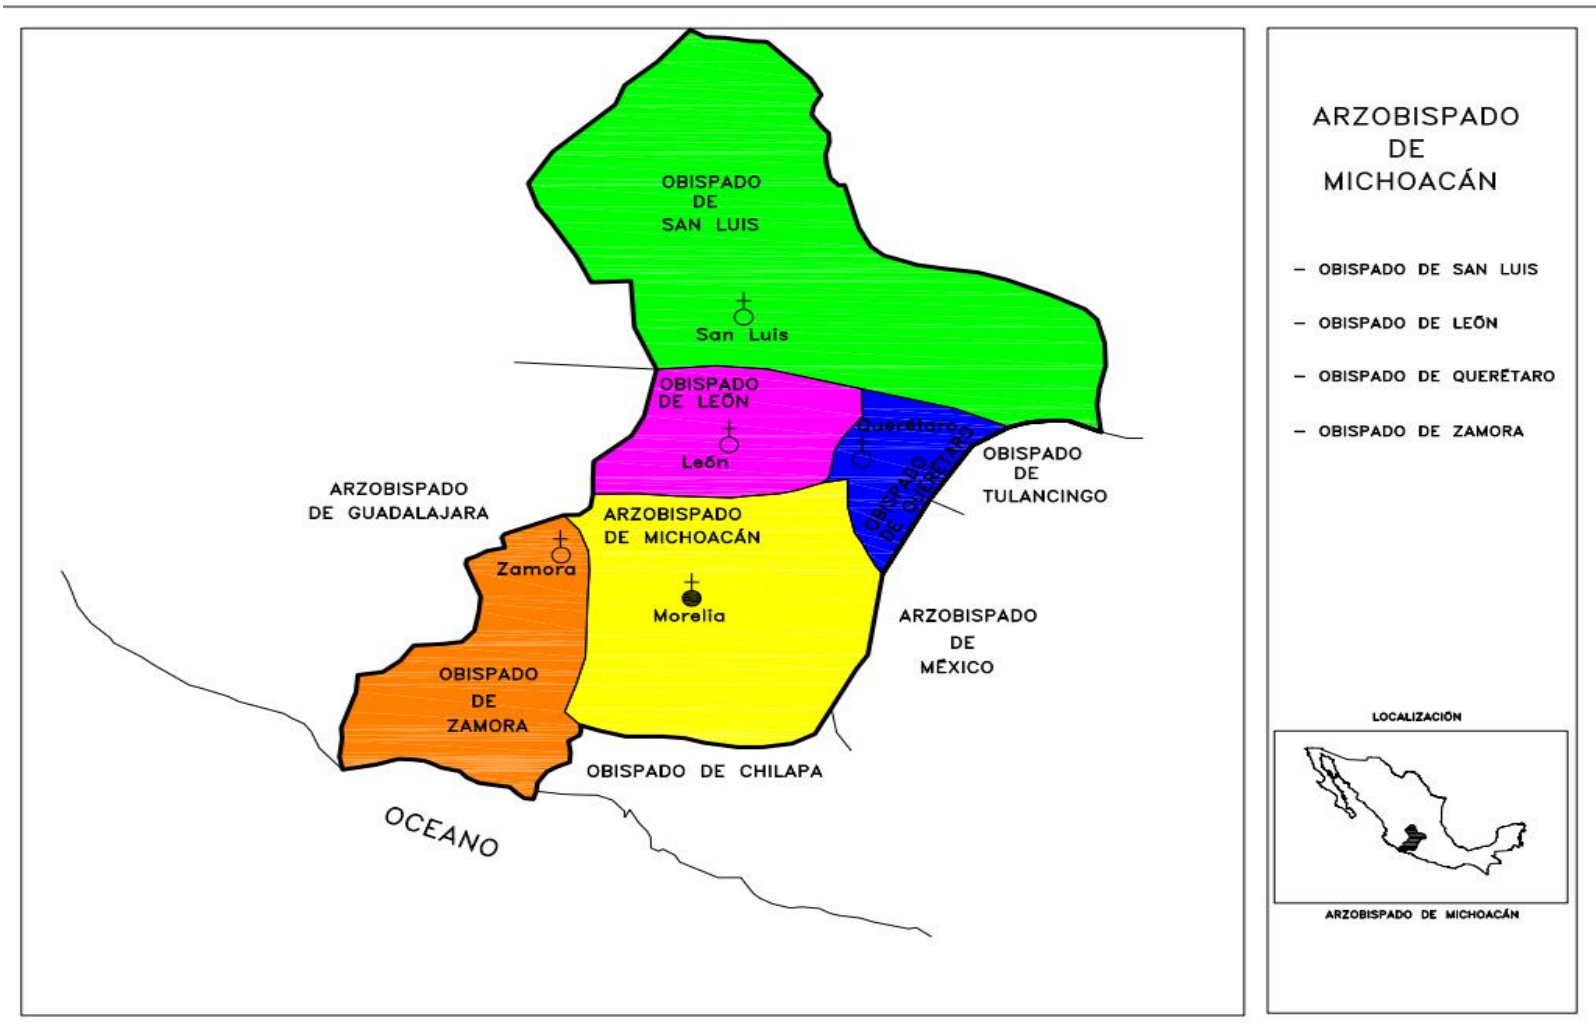 OBISPADO
DE
SAN LUIS
San Luis
OBISPADO
DE LEÓN
León
Querétaro
OBISPADO
DE QUERÉTARO
OBISPADO
DE
TULANCINGO
ARZOBISPADO
DE GUADALAJARA
ARZOBISPADO
DE MICHOACÁN
Zamora
Morelia
ARZOBISPADO
DE
MÉXICO
OBISPADO
DE
ZAMORA
OBISPADO DE CHILAPA
OCEANO
ARZOBISPADO
DE
MICHOACÁN
– OBISPADO DE SAN LUIS
– OBISPADO DE LEÓN
– OBISPADO DE QUERÉTARO
– OBISPADO DE ZAMORA
LOCALIZACIÓN
ARZOBISPADO DE MICHOACÁN